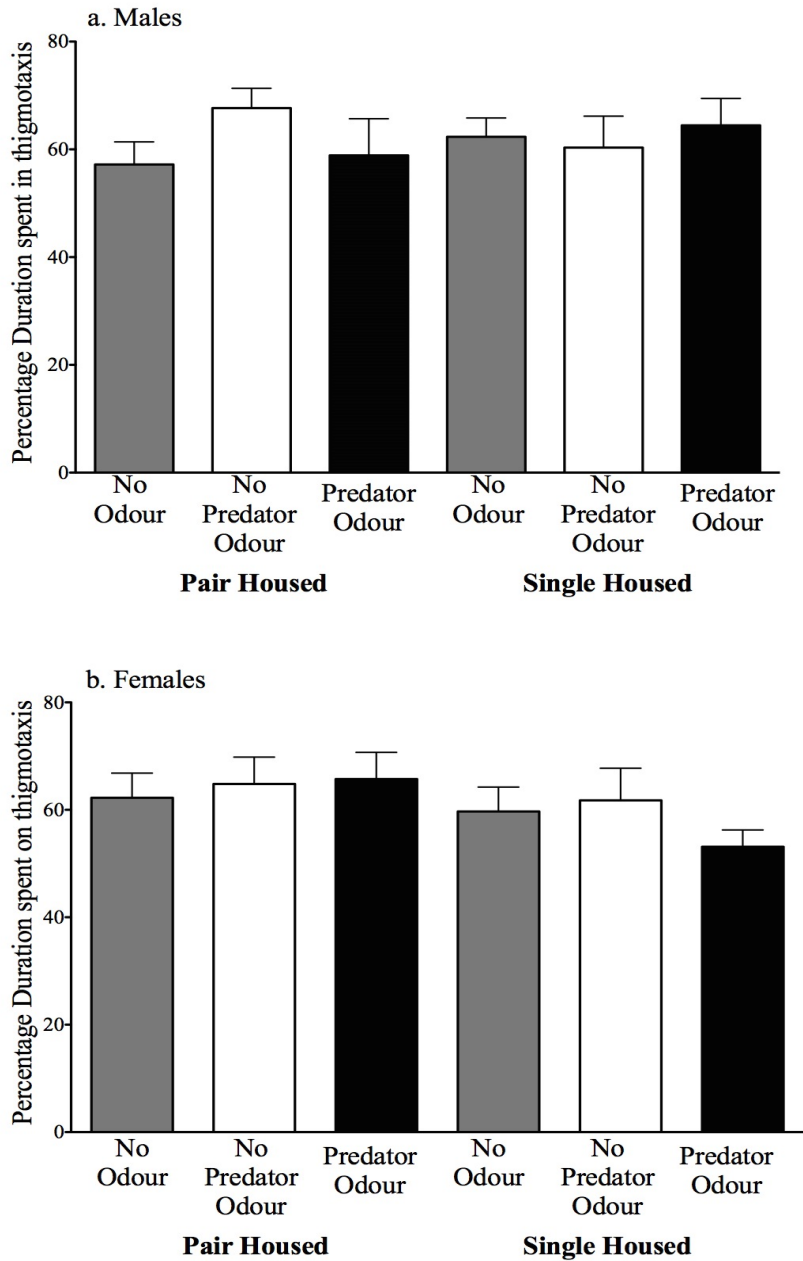 a. Males
Percentage Duration spent in thigmotaxis
80
60
40
20
0
No
Odour
No
Predator
Odour
Predator
Odour
No
Odour
No
Predator
Odour
Predator
Odour
Pair Housed
Single Housed
b. Females
Percentage Duration spent on thigmotaxis
80
60
40
20
0
No
Odour
No
Predator
Odour
Predator
Odour
No
Odour
No
Predator
Odour
Predator
Odour
Pair Housed
Single Housed